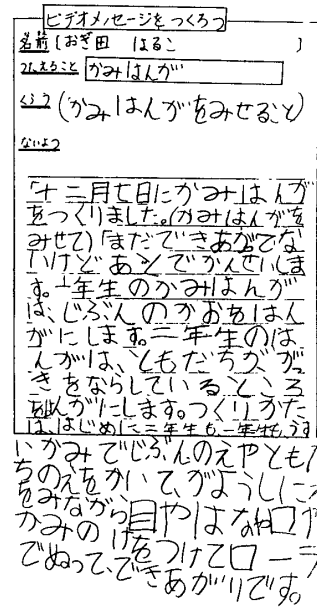 ビデオメッセージをつくろう
名前（おぎ田　はるこ　）
つたえること かみはんが
くふう（かみはんがをみせること）
ないよう
「十二月七日にかみはんが
をつくりました。（かみはんがを
みせて）「まだできあがてな
いけどあとでかんせいしま
す。一年生のかみはんが
は、じぶんのかおをはん
がにします。二年生のは
んがは、ともだちががっ
きをならしているところ
をはんがにします。つくりかた
は、はじめに、二年生も一年生も、うす
いかみでじぶんのえやともだ
ちのえをかいて、がようしに
をみながら目やはなや口や
かみのけをつけてローラ
でぬって、できあがりです。